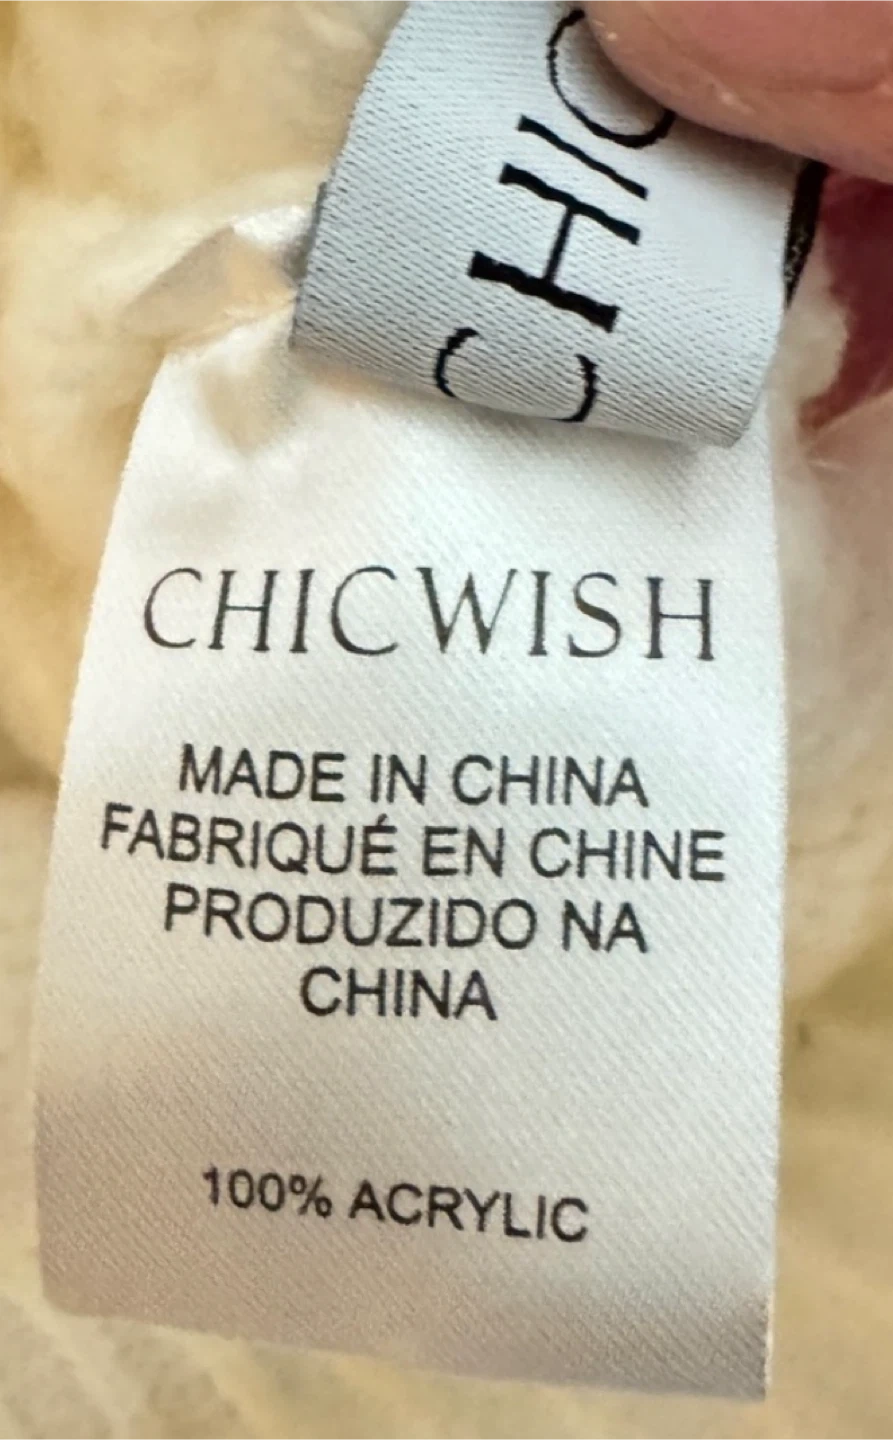 CHIC
CHICWISH
MADE IN CHINA
FABRIQUÉ EN CHINE
PRODUZIDO NA
CHINA
100% ACRYLIC